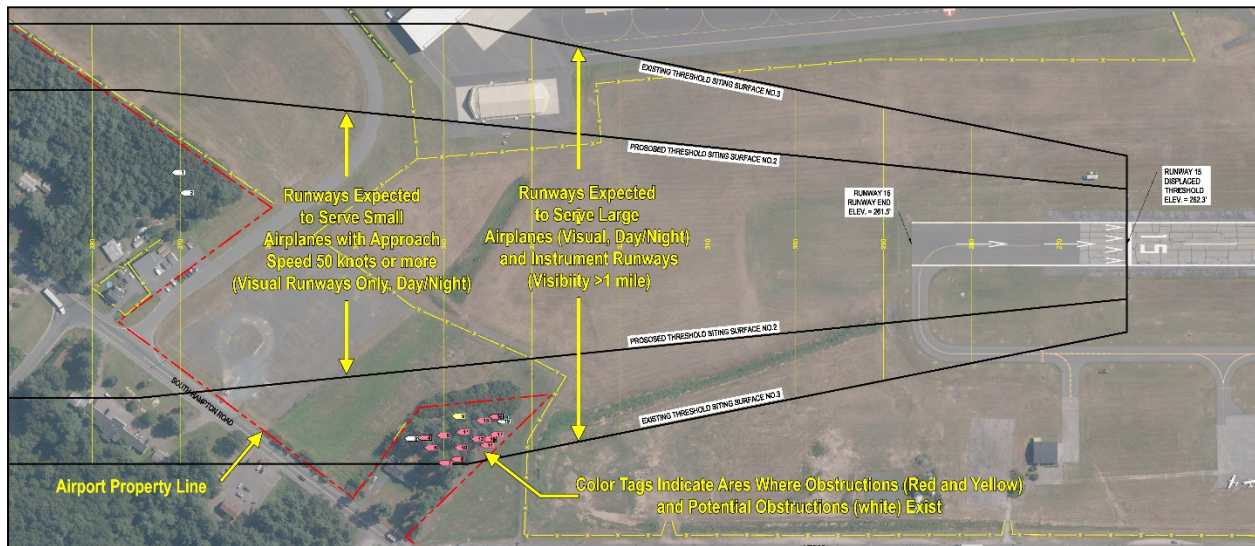 EXISTING THRESHOLD SITING SURFACE NO.3
PROPOSED THRESHOLD SITING SURFACE NO.2
Runways Expected
to Serve Small
Airplanes with Approach
Speed 50 knots or more
(Visual Runways Only, Day/Night)
Runways Expected
to Serve Large
Airplanes (Visual, Day/Night)
and Instrument Runways
(Visibiity >1 mile)
RUNWAY 15
RUNWAY END
ELEV. = 261.5'
RUNWAY 15
DISPLACED
THRESHOLD
ELEV. = 252.3'
15
PROSOSED THRESHOLD SITING SURFACE NO.2
EXISTING THRESHOLD SITING SURFACE NO.3
SOUTHAMPTON ROAD
Airport Property Line
Color Tags Indicate Ares Where Obstructions (Red and Yellow)
and Potential Obstructions (white) Exist